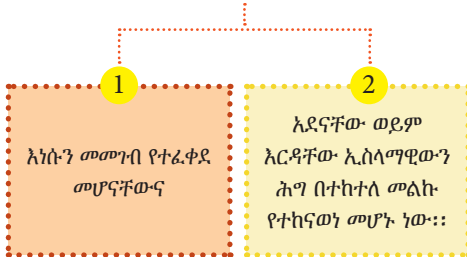 1
እነሱን መመገብ የተፈቀደ
መሆናቸውና
2
አደናቸው ወይም
እርዳቸው ኢስላማዊውን
ሕግ በተከተለ መልኩ
የተከናወነ መሆኑ ነው፡፡